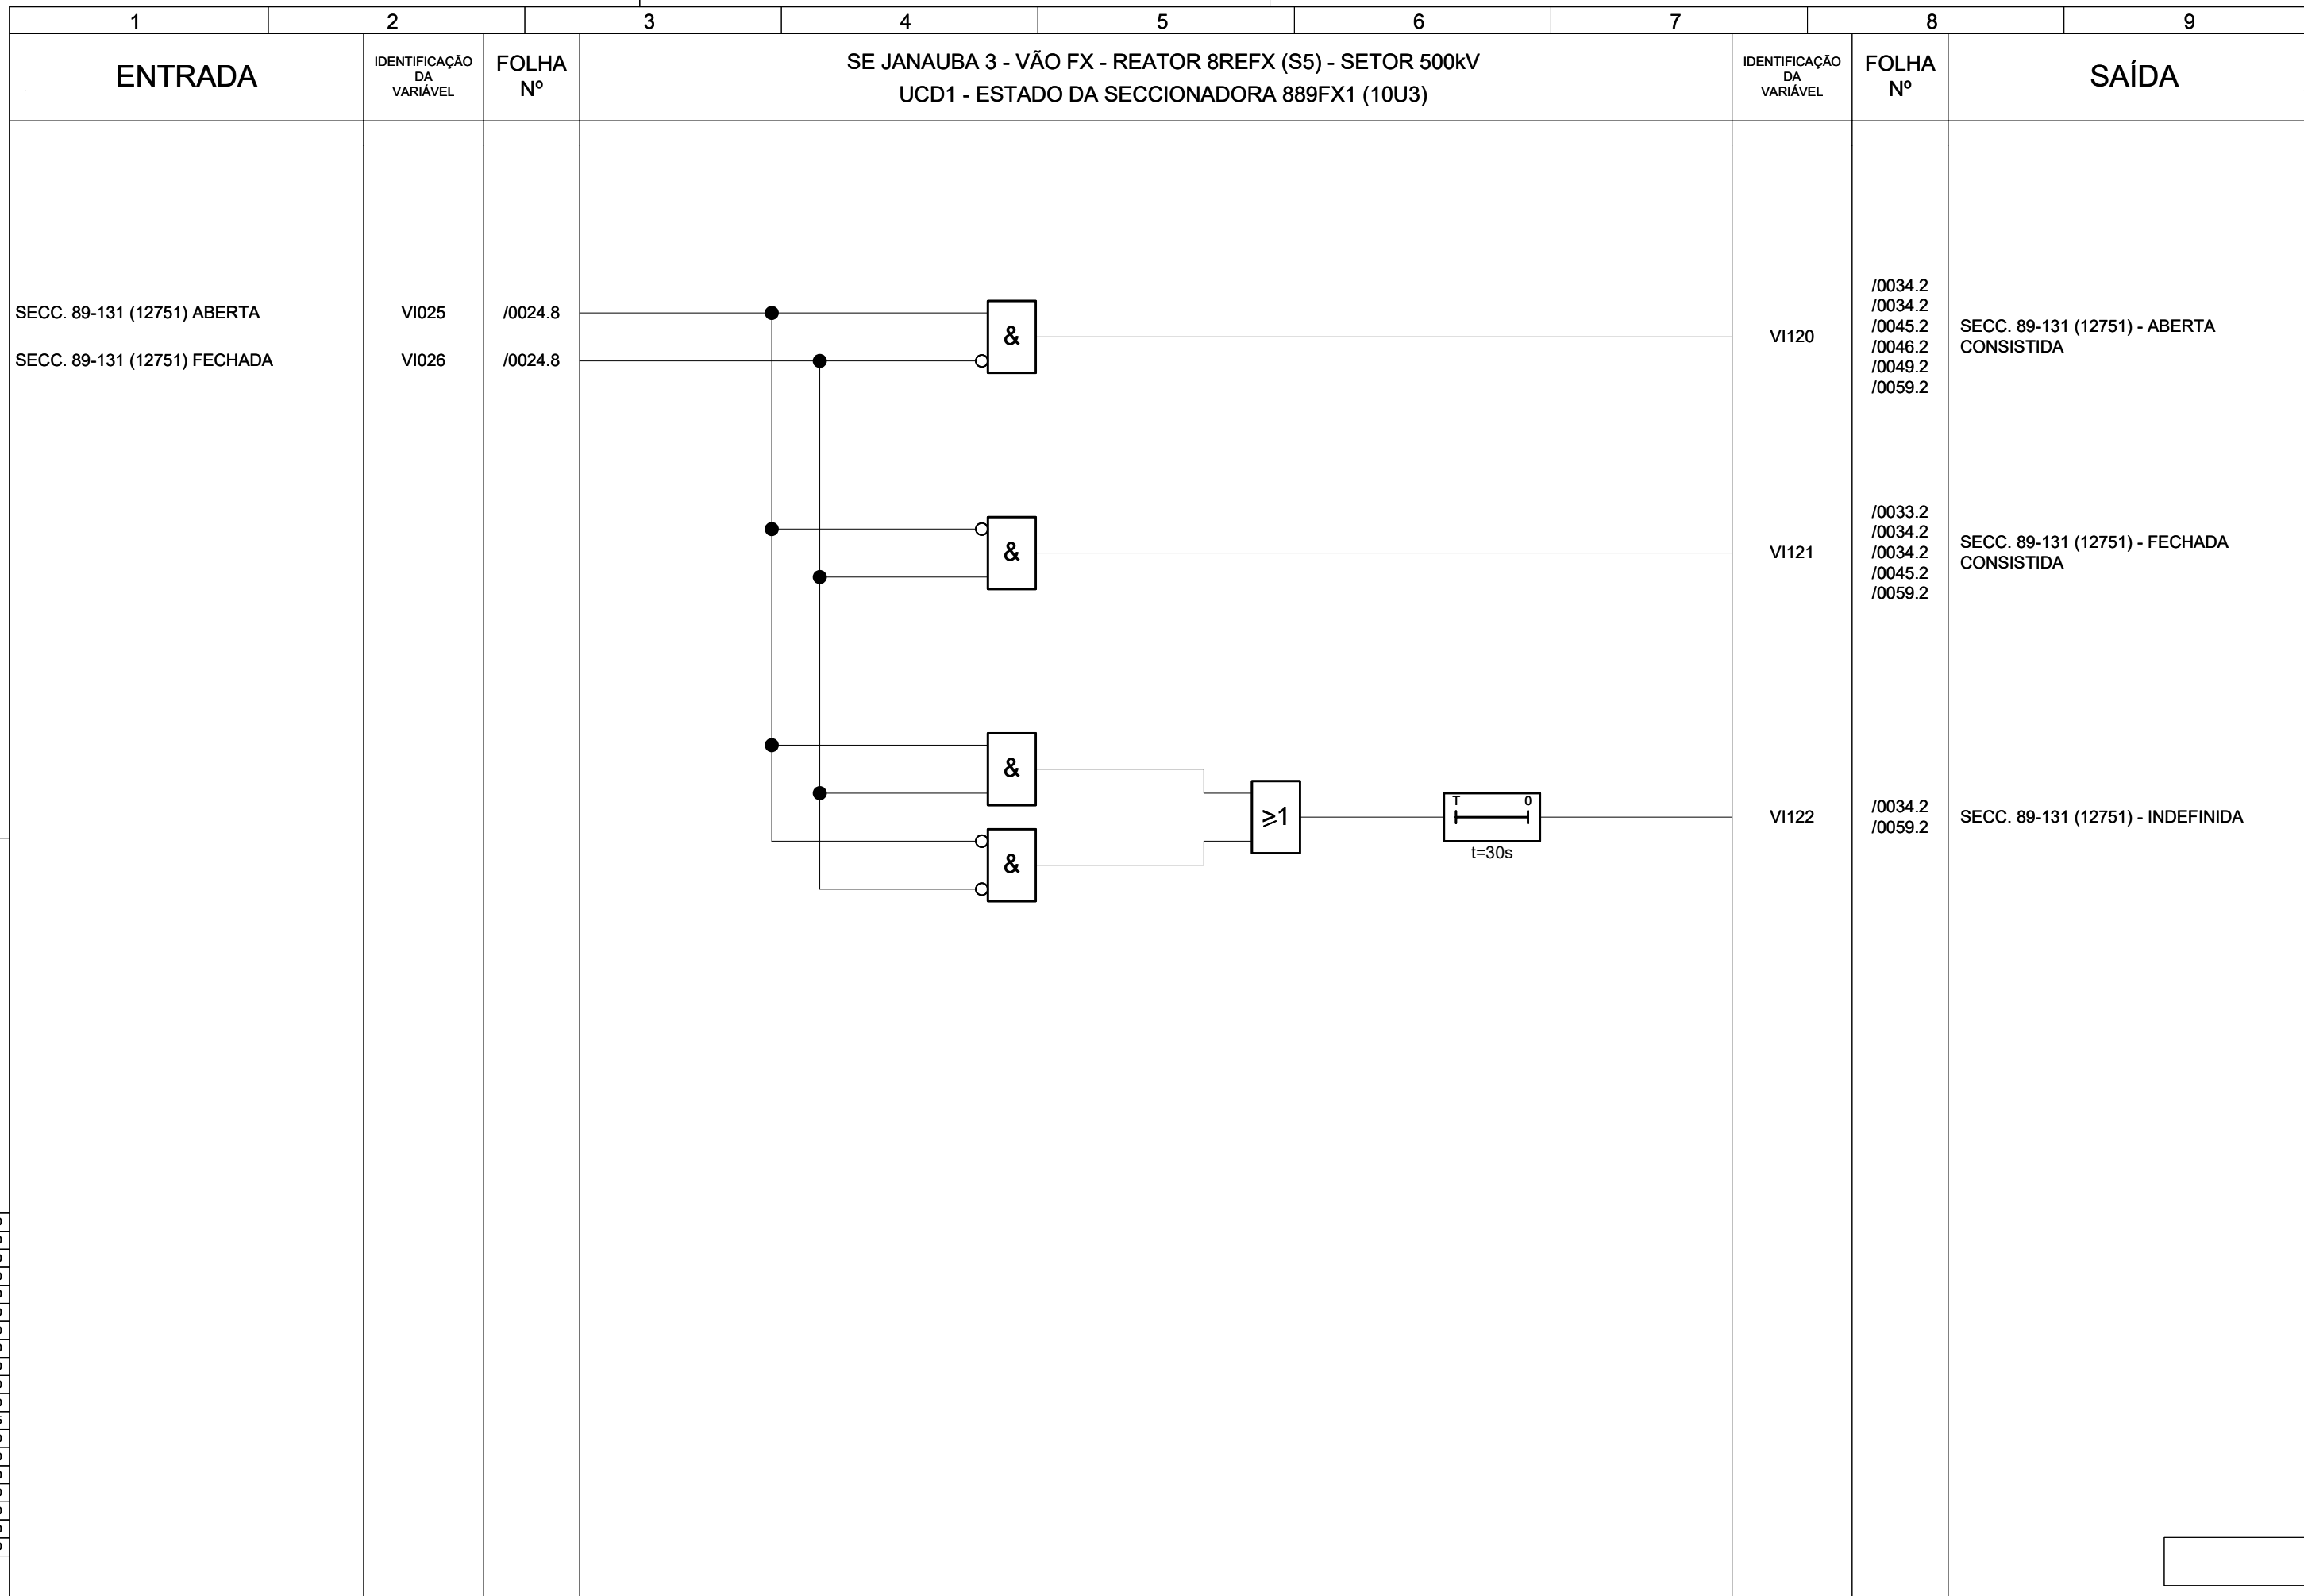 1 2 3 4 5 6 7 8 9
ENTRADA
IDENTIFICAÇÃO
DA
VARIÁVEL
FOLHA
Nº
SE JANAUBA 3 - VÃO FX - REATOR 8REFX (S5) - SETOR 500kV
UCD1 - ESTADO DA SECCIONADORA 889FX1 (10U3)
IDENTIFICAÇÃO
DA
VARIÁVEL
FOLHA
Nº
SAÍDA
SECC. 89-131 (12751) ABERTA VI025 /0024.8
SECC. 89-131 (12751) FECHADA VI026 /0024.8
&
VI120
/0034.2
/0034.2
/0045.2
/0046.2
/0049.2
/0059.2
SECC. 89-131 (12751) - ABERTA
CONSISTIDA
&
VI121
/0033.2
/0034.2
/0034.2
/0045.2
/0059.2
SECC. 89-131 (12751) - FECHADA
CONSISTIDA
&
&
≥1
T 0
t=30s
VI122
/0034.2
/0059.2
SECC. 89-131 (12751) - INDEFINIDA